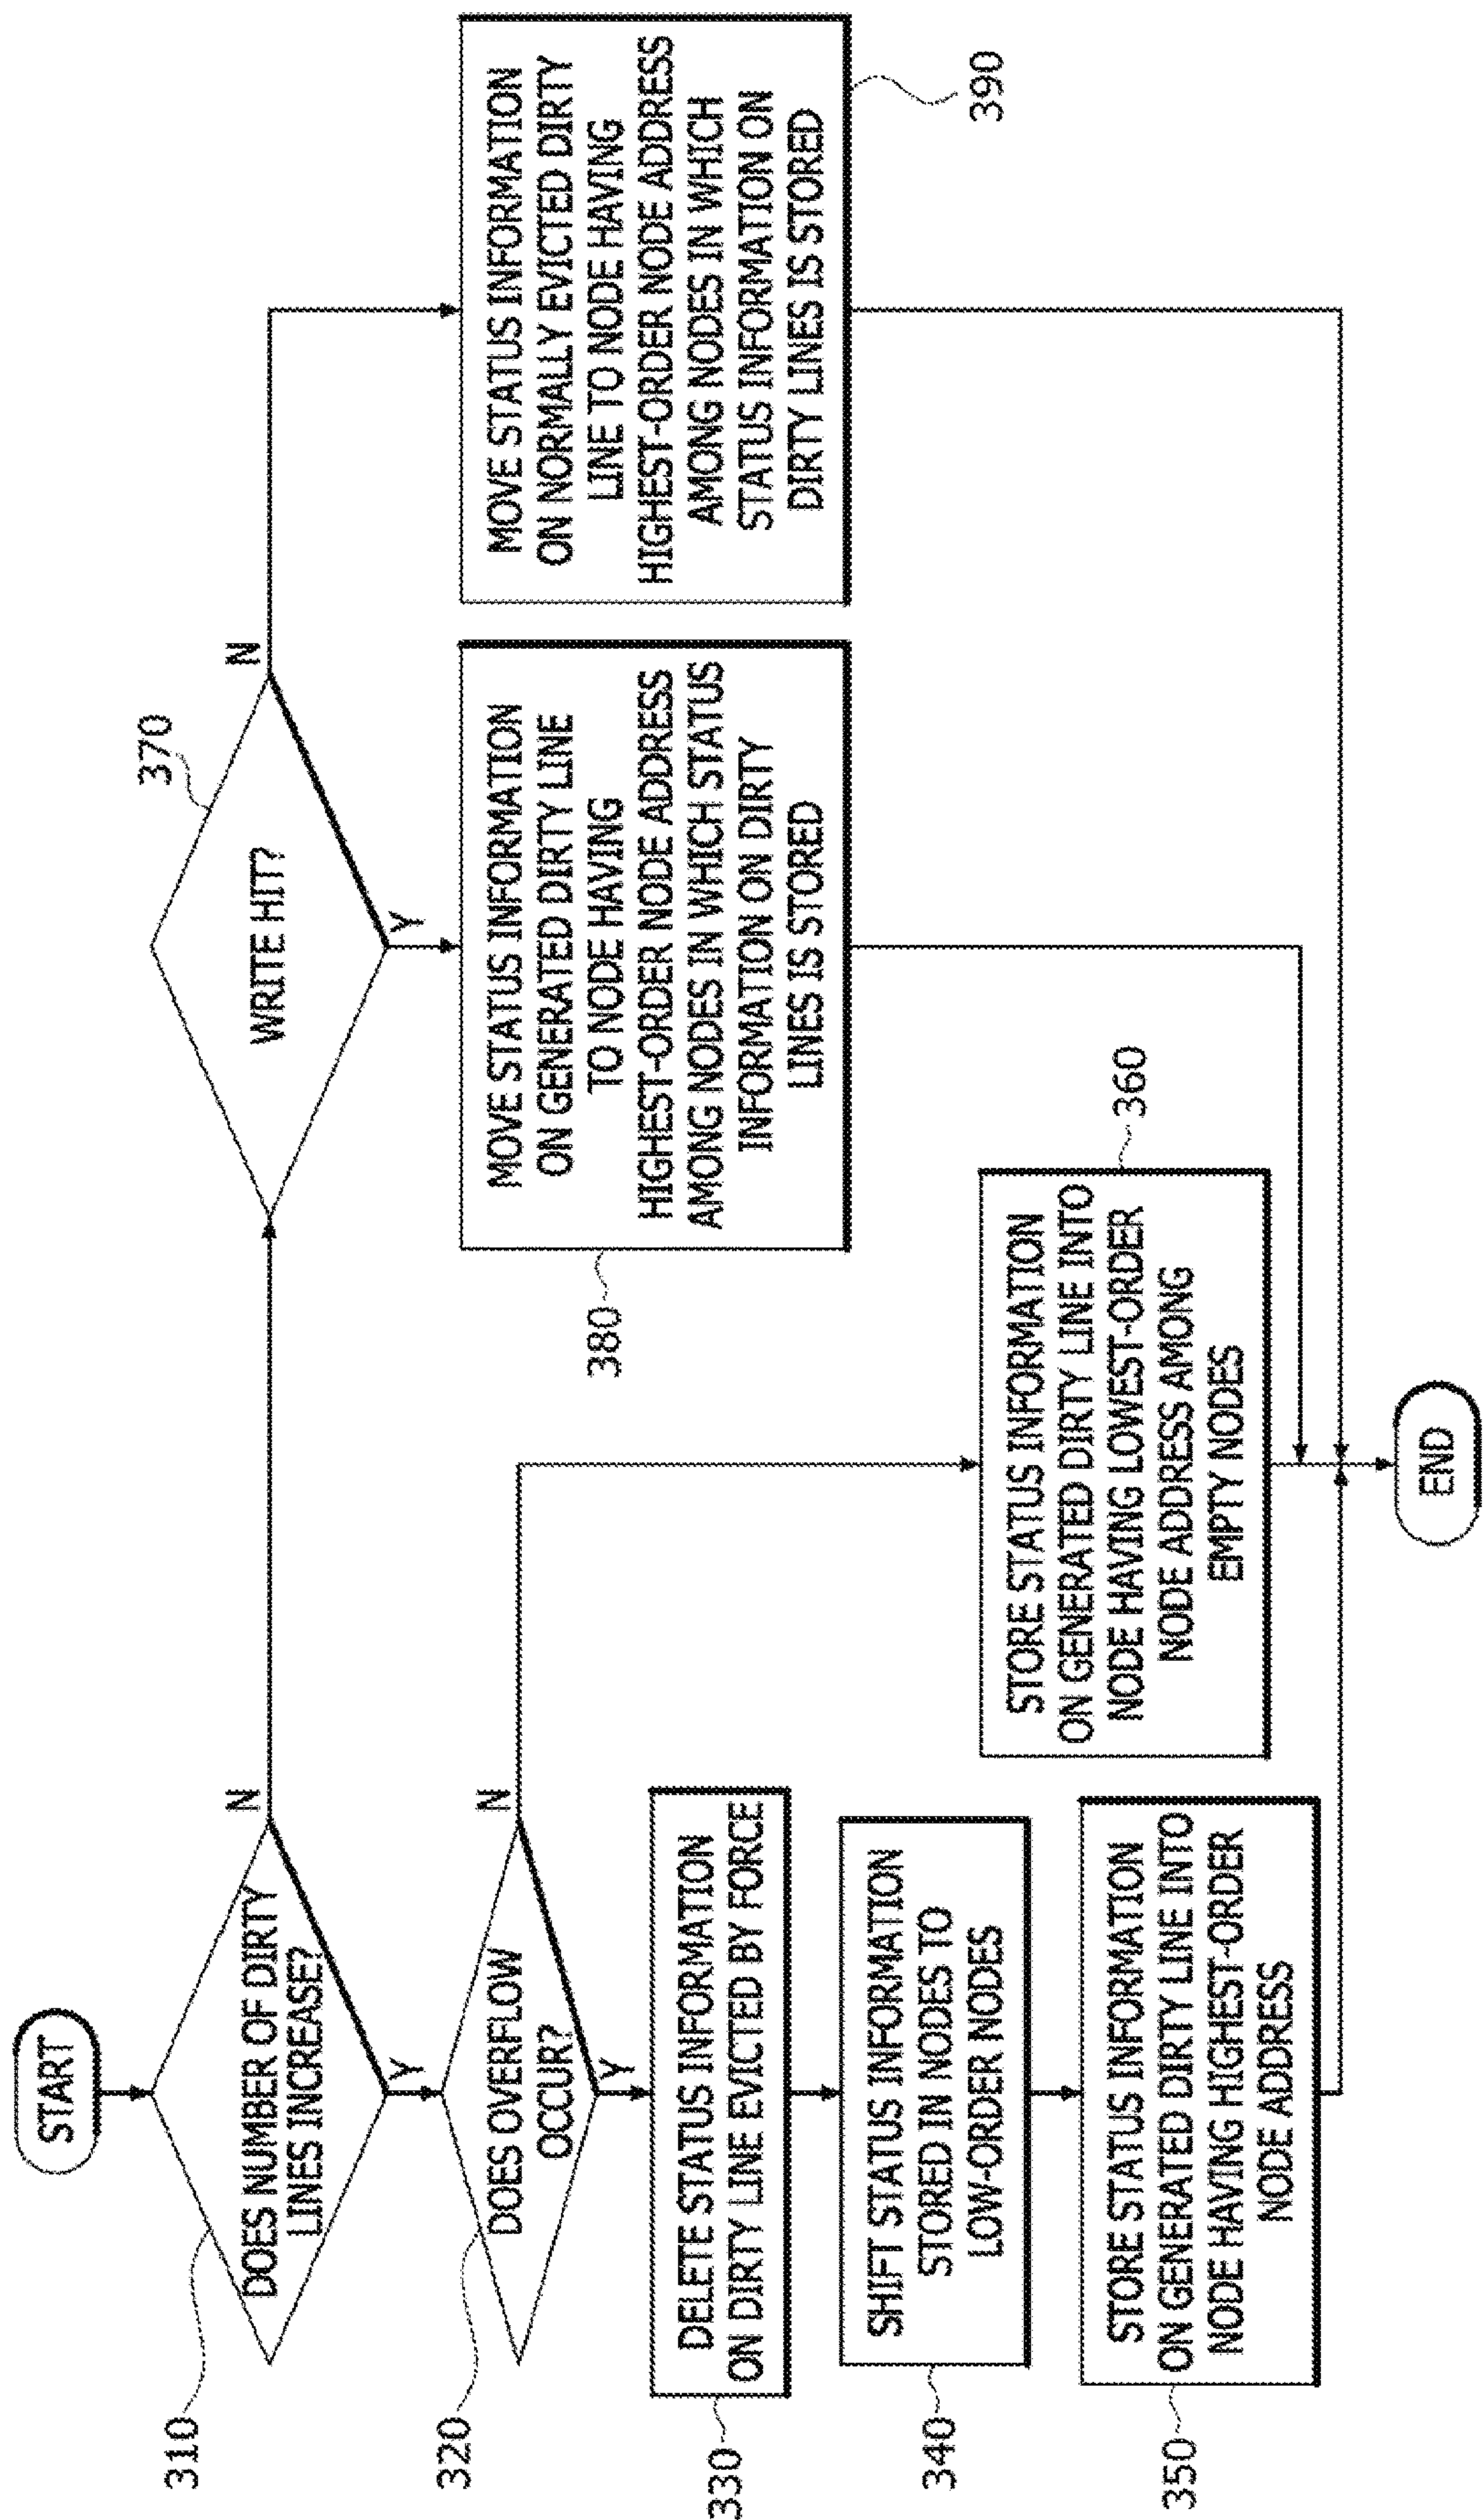 START
310
DOES NUMBER OF DIRTY
LINES INCREASE?
N
Y
320
DOES OVERFLOW
OCCUR?
N
Y
330
DELETE STATUS INFORMATION
ON DIRTY LINE EVICTED BY FORCE
340
SHIFT STATUS INFORMATION
STORED IN NODES TO
LOW-ORDER NODES
350
STORE STATUS INFORMATION
ON GENERATED DIRTY LINE INTO
NODE HAVING HIGHEST-ORDER
NODE ADDRESS
360
STORE STATUS INFORMATION
ON GENERATED DIRTY LINE INTO
NODE HAVING LOWEST-ORDER
NODE ADDRESS AMONG
EMPTY NODES
370
WRITE HIT?
N
Y
380
MOVE STATUS INFORMATION
ON GENERATED DIRTY LINE
TO NODE HAVING
HIGHEST-ORDER NODE ADDRESS
AMONG NODES IN WHICH STATUS
INFORMATION ON DIRTY
LINES IS STORED
390
MOVE STATUS INFORMATION
ON NORMALLY EVICTED DIRTY
LINE TO NODE HAVING
HIGHEST-ORDER NODE ADDRESS
AMONG NODES IN WHICH
STATUS INFORMATION ON
DIRTY LINES IS STORED
END